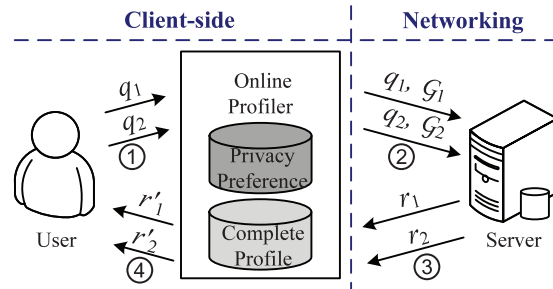 Client-side
Networking
q1
q2
①
Online
Profiler
Privacy
Preference
Complete
Profile
q1, G1
q2, G2
②
r'1
r'2
④
r1
r2
③
User
Server